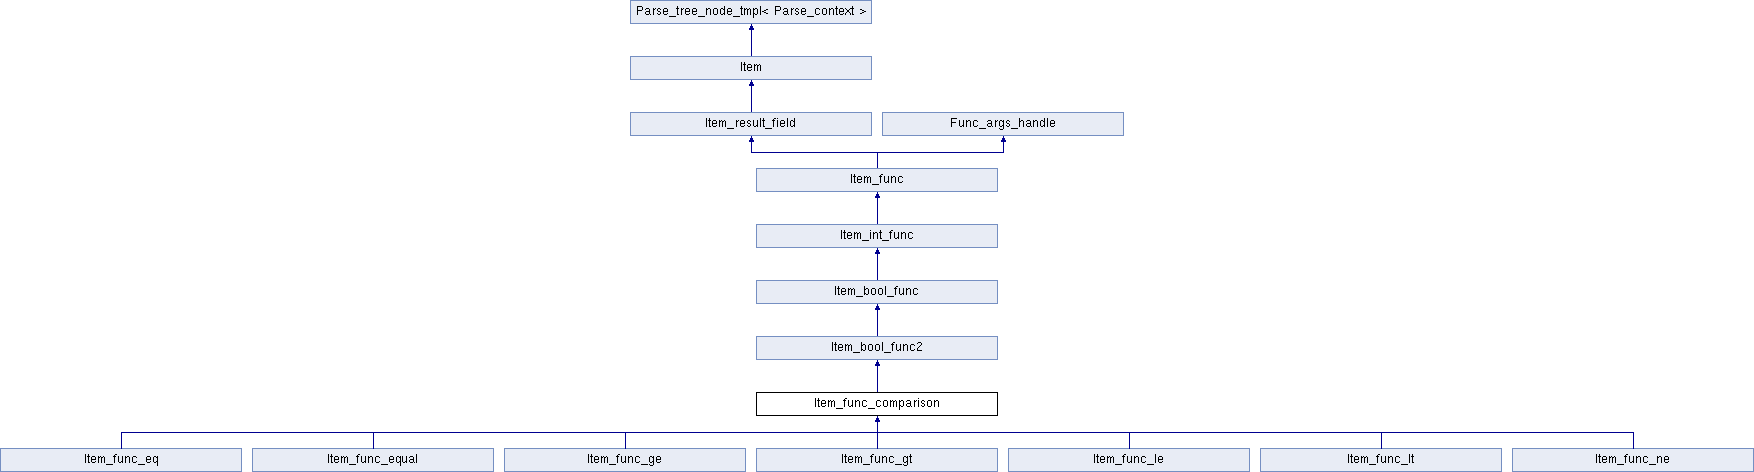 Parse_tree_node_tmpl< Parse_context >
Item
Item_result_field
Func_args_handle
Item_func
Item_int_func
Item_bool_func
Item_bool_func2
Item_func_comparison
Item_func_eq
Item_func_equal
Item_func_ge
Item_func_gt
Item_func_le
Item_func_lt
Item_func_ne